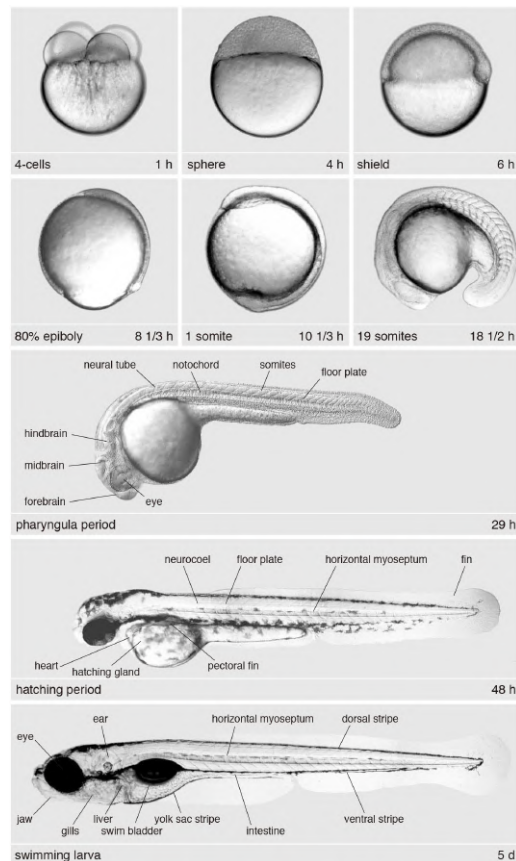 4-cells 1 h
sphere 4 h
shield 6 h
80% epiboly 8 1/3 h
1 somite 10 1/3 h
19 somites 18 1/2 h
neural tube
notochord
somites
floor plate
hindbrain
midbrain
forebrain
eye
pharyngula period 29 h
neurocoel
floor plate
horizontal myoseptum
fin
heart
hatching gland
pectoral fin
hatching period 48 h
ear
horizontal myoseptum
dorsal stripe
eye
jaw
gills
liver
swim bladder
yolk sac stripe
intestine
ventral stripe
swimming larva 5 d